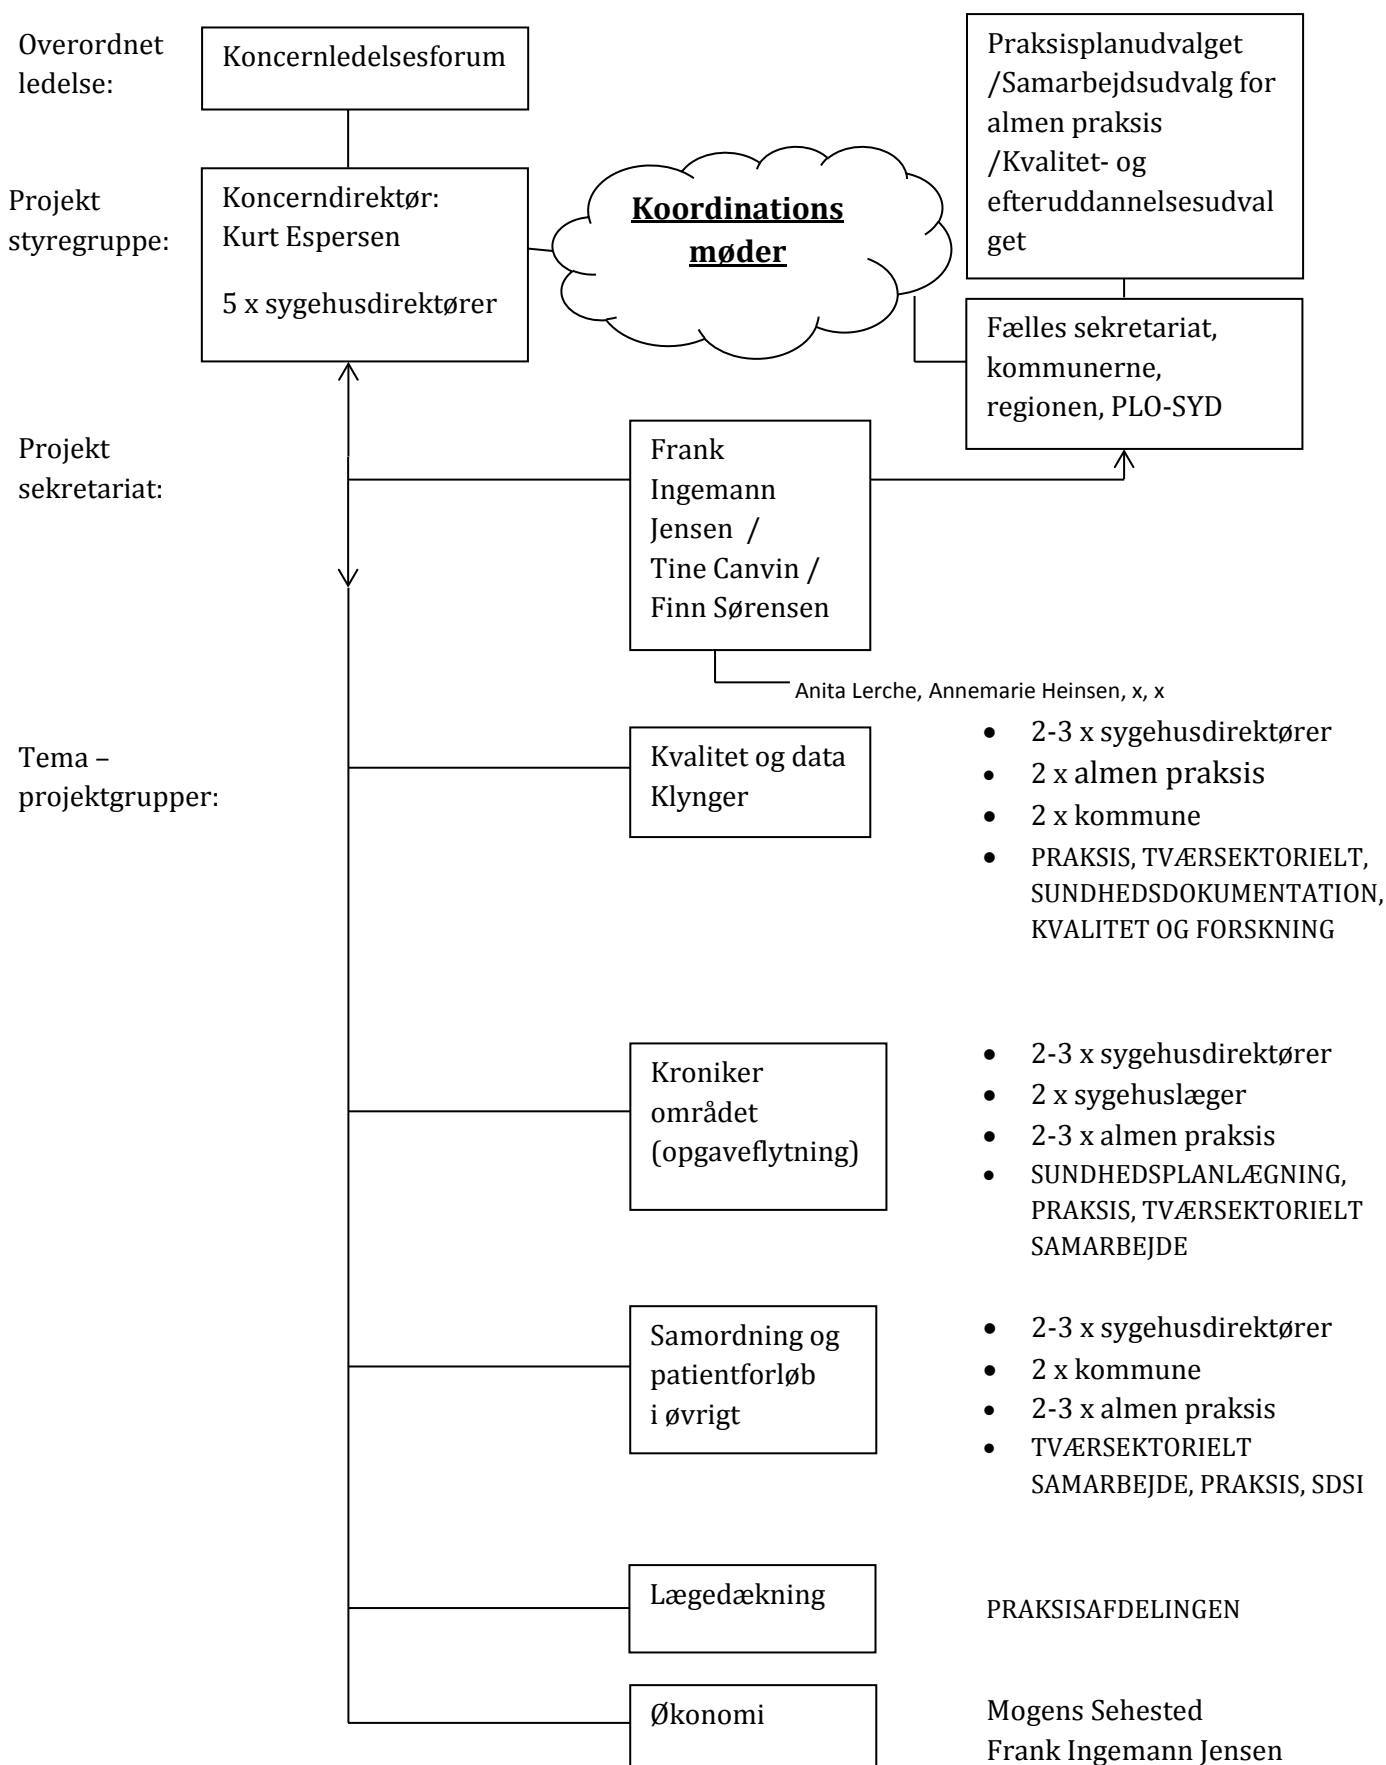 Overordnet
ledelse:
Koncernledelsesforum
Praksisplanudvalget
/Samarbejdsudvalg for
almen praksis
/Kvalitet- og
efteruddannelsesudval
get
Projekt
styregruppe:
Koncerndirektør:
Kurt Espersen
5 x sygehusdirektører
Koordinations
møder
Fælles sekretariat,
kommunerne,
regionen, PLO-SYD
Projekt
sekretariat:
Frank
Ingemann
Jensen /
Tine Canvin /
Finn Sørensen
Anita Lerche, Annemarie Heinsen, x, x
Tema –
projektgrupper:
Kvalitet og data
Klynger
• 2-3 x sygehusdirektører
• 2 x almen praksis
• 2 x kommune
• PRAKSIS, TVÆRSEKTORIELT,
SUNDHEDSDOKUMENTATION,
KVALITET OG FORSKNING
Kroniker
området
(opgaveflytning)
• 2-3 x sygehusdirektører
• 2 x sygehuslæger
• 2-3 x almen praksis
• SUNDHEDSPLANLÆGNING,
PRAKSIS, TVÆRSEKTORIELT
SAMARBEJDE
Samordning og
patientforløb
i øvrigt
• 2-3 x sygehusdirektører
• 2 x kommune
• 2-3 x almen praksis
• TVÆRSEKTORIELT
SAMARBEJDE, PRAKSIS, SDSI
Lægedækning
PRAKSISAFDELINGEN
Økonomi
Mogens Sehested
Frank Ingemann Jensen